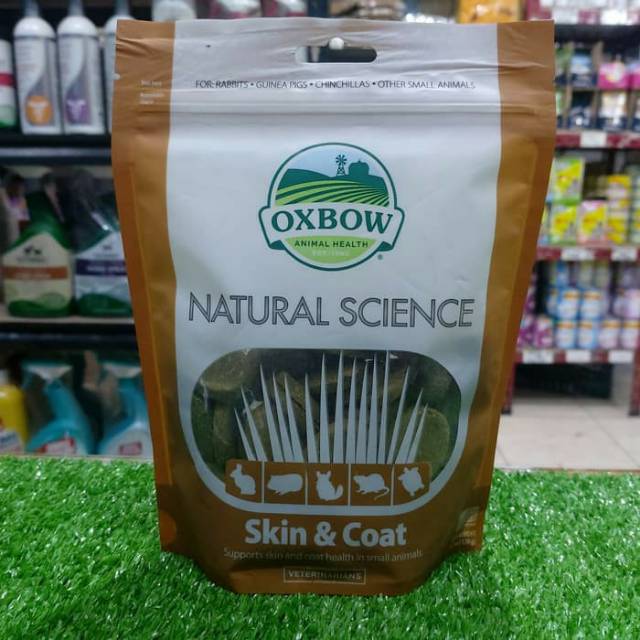 FOR: RABBITS • GUINEA PIGS • CHINCHILLAS • OTHER SMALL ANIMALS
OXBOW
ANIMAL HEALTH
NATURAL SCIENCE
Skin & Coat
Supports skin and coat health in small animals
VETERINARIANS